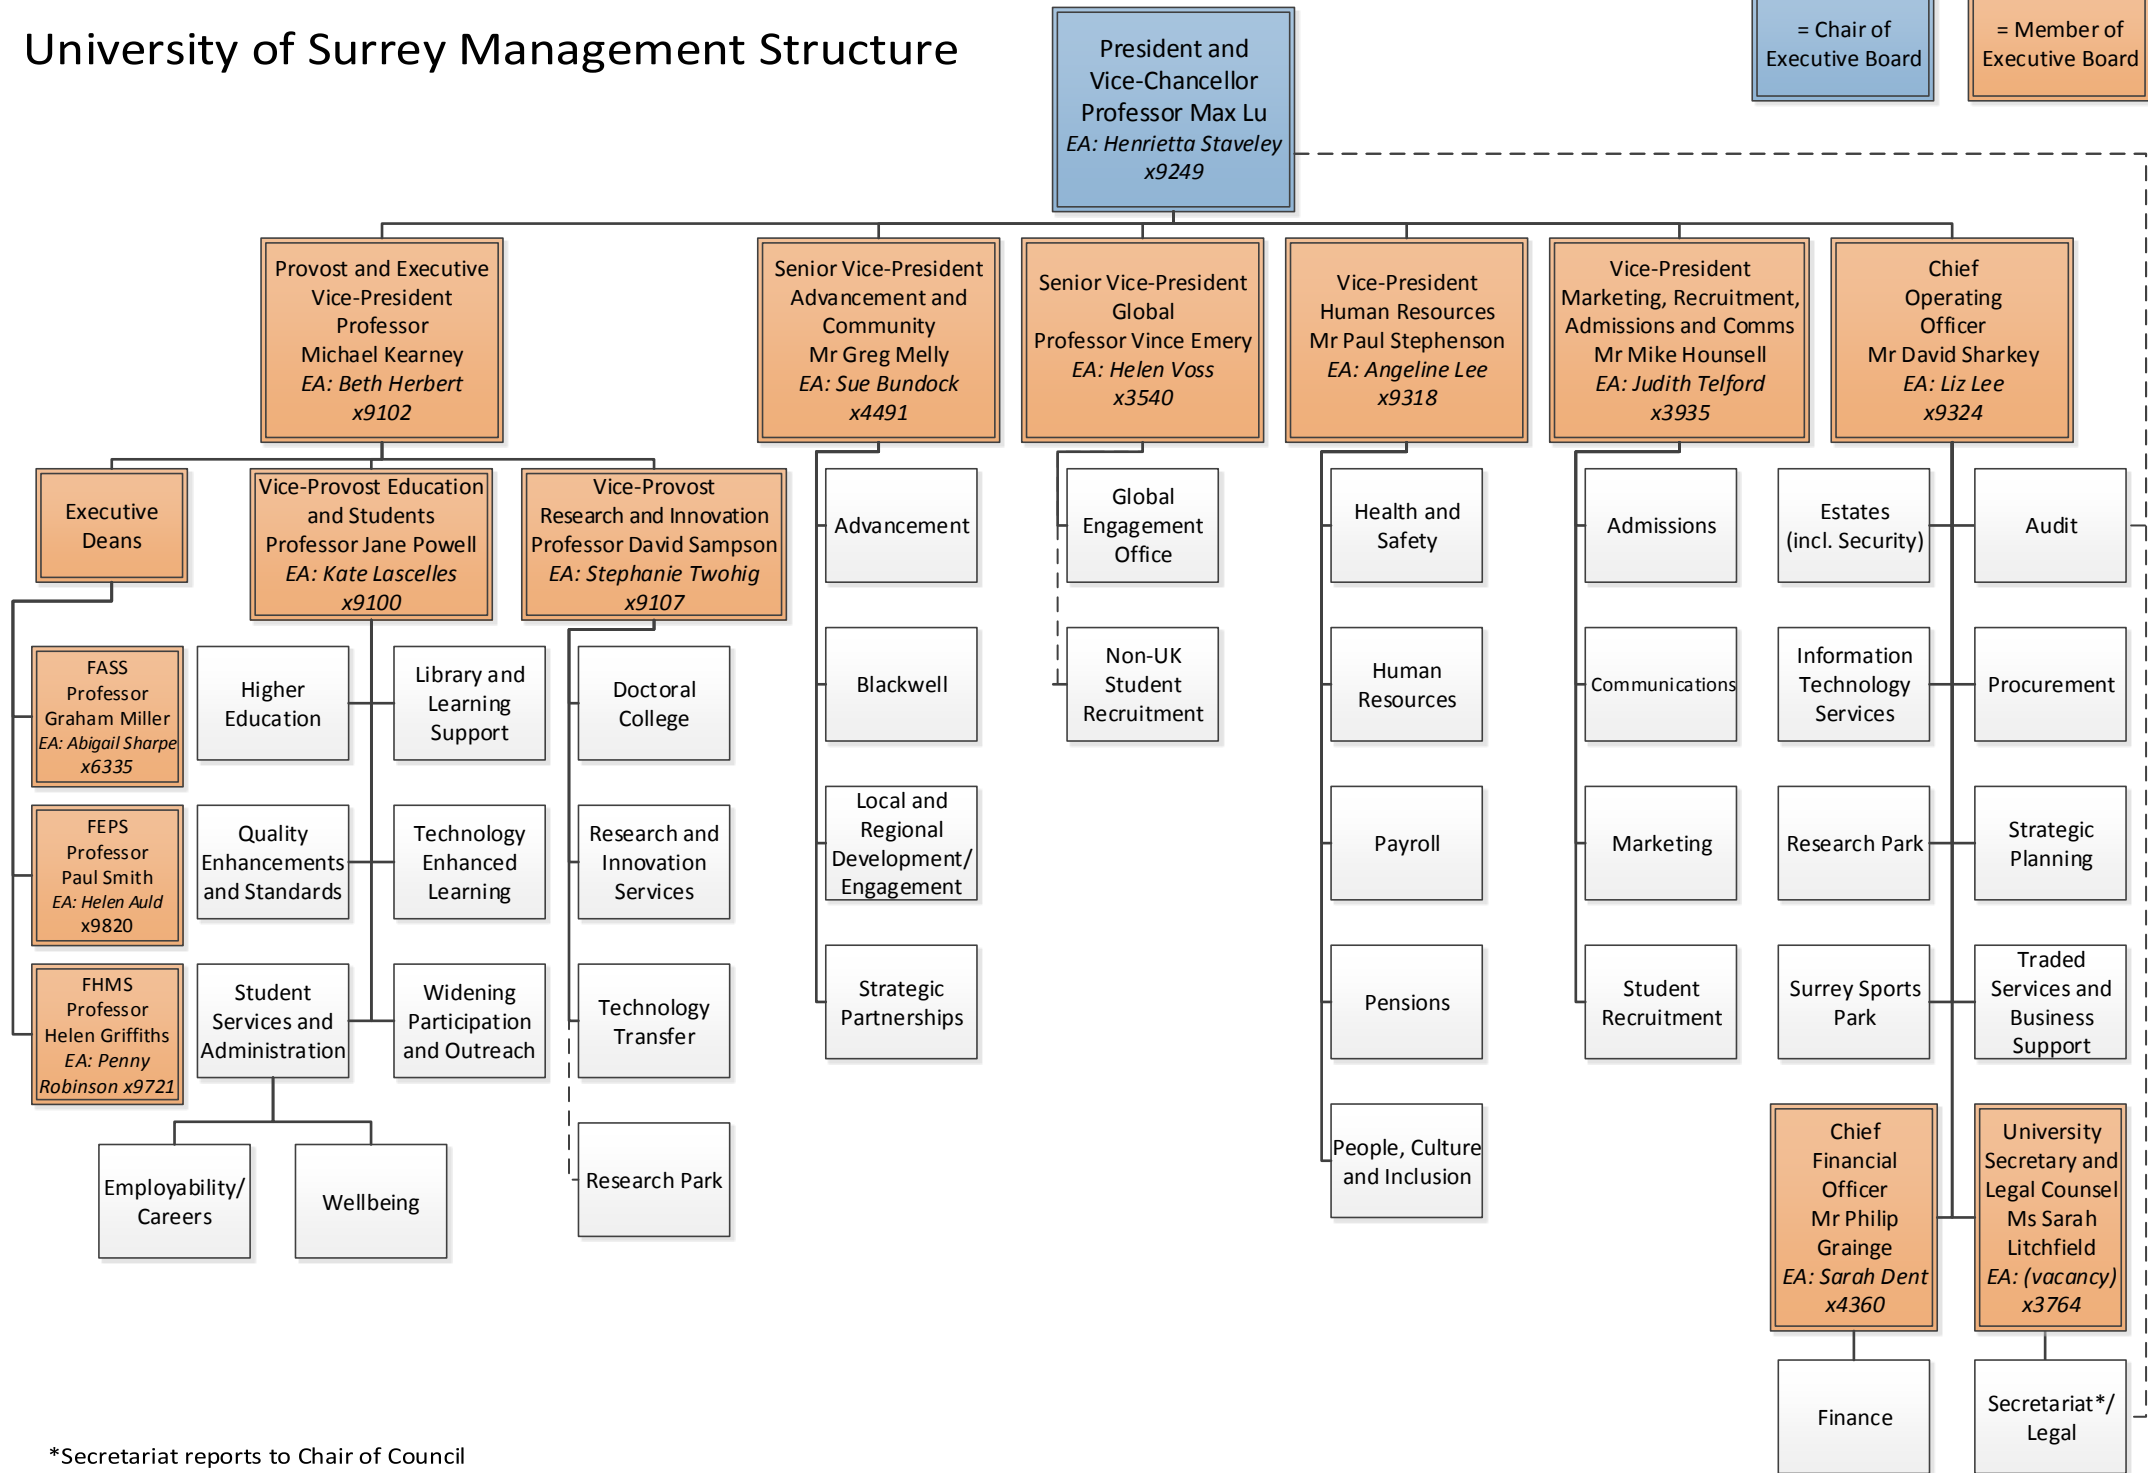 University of Surrey Management Structure
President and
Vice-Chancellor
Professor Max Lu
EA: Henrietta Staveley
x9249
= Chair of
Executive Board
= Member of
Executive Board
Provost and Executive
Vice-President
Professor
Michael Kearney
EA: Beth Herbert
x9102
Senior Vice-President
Advancement and
Community
Mr Greg Melly
EA: Sue Bundock
x4491
Senior Vice-President
Global
Professor Vince Emery
EA: Helen Voss
x3540
Vice-President
Human Resources
Mr Paul Stephenson
EA: Angeline Lee
x9318
Vice-President
Marketing, Recruitment,
Admissions and Comms
Mr Mike Hounsell
EA: Judith Telford
x3935
Chief
Operating
Officer
Mr David Sharkey
EA: Liz Lee
x9324
Executive
Deans
Vice-Provost Education
and Students
Professor Jane Powell
EA: Kate Lascelles
x9100
Vice-Provost
Research and Innovation
Professor David Sampson
EA: Stephanie Twohig
x9107
Advancement
Global
Engagement
Office
Health and
Safety
Admissions
Estates
(incl. Security)
Audit
FASS
Professor
Graham Miller
EA: Abigail Sharpe
x6335
Higher
Education
Library and
Learning
Support
Doctoral
College
Blackwell
Non-UK
Student
Recruitment
Human
Resources
Communications
Information
Technology
Services
Procurement
FEPS
Professor
Paul Smith
EA: Helen Auld
x9820
Quality
Enhancements
and Standards
Technology
Enhanced
Learning
Research and
Innovation
Services
Local and
Regional
Development/
Engagement
Payroll
Marketing
Research Park
Strategic
Planning
FHMS
Professor
Helen Griffiths
EA: Penny
Robinson x9721
Student
Services and
Administration
Widening
Participation
and Outreach
Technology
Transfer
Strategic
Partnerships
Pensions
Student
Recruitment
Surrey Sports
Park
Traded
Services and
Business
Support
Employability/
Careers
Wellbeing
Research Park
People, Culture
and Inclusion
Chief
Financial
Officer
Mr Philip
Grainge
EA: Sarah Dent
x4360
University
Secretary and
Legal Counsel
Ms Sarah
Litchfield
EA: (vacancy)
x3764
Finance
Secretariat*/
Legal
*Secretariat reports to Chair of Council